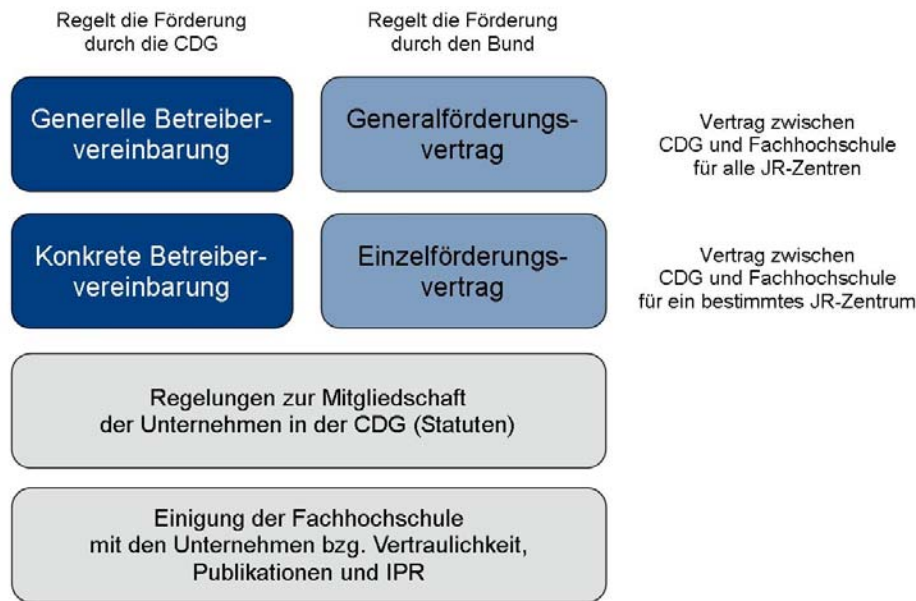 Regelt die Förderung
durch die CDG
Regelt die Förderung
durch den Bund
Generelle Betreiber-
vereinbarung
Generalförderungs-
vertrag
Vertrag zwischen
CDG und Fachhochschule
für alle JR-Zentren
Konkrete Betreiber-
vereinbarung
Einzelförderungs-
vertrag
Vertrag zwischen
CDG und Fachhochschule
für ein bestimmtes JR-Zentrum
Regelungen zur Mitgliedschaft
der Unternehmen in der CDG (Statuten)
Einigung der Fachhochschule
mit den Unternehmen bzg. Vertraulichkeit,
Publikationen und IPR